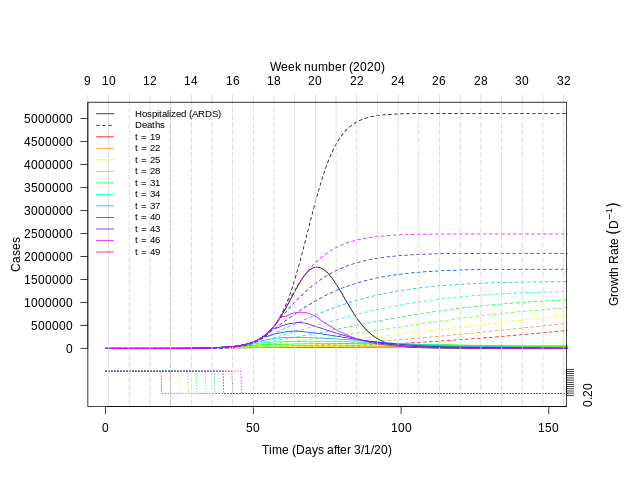 Week number (2020)
9 10 12 14 16 18 20 22 24 26 28 30 32
Hospitalized (ARDS)
Deaths
t = 19
t = 22
t = 25
t = 28
t = 31
t = 34
t = 37
t = 40
t = 43
t = 46
t = 49
5000000
4500000
4000000
3500000
3000000
2500000
2000000
1500000
1000000
500000
0
Cases
Growth Rate (D⁻¹)
0.20
0 50 100 150
Time (Days after 3/1/20)